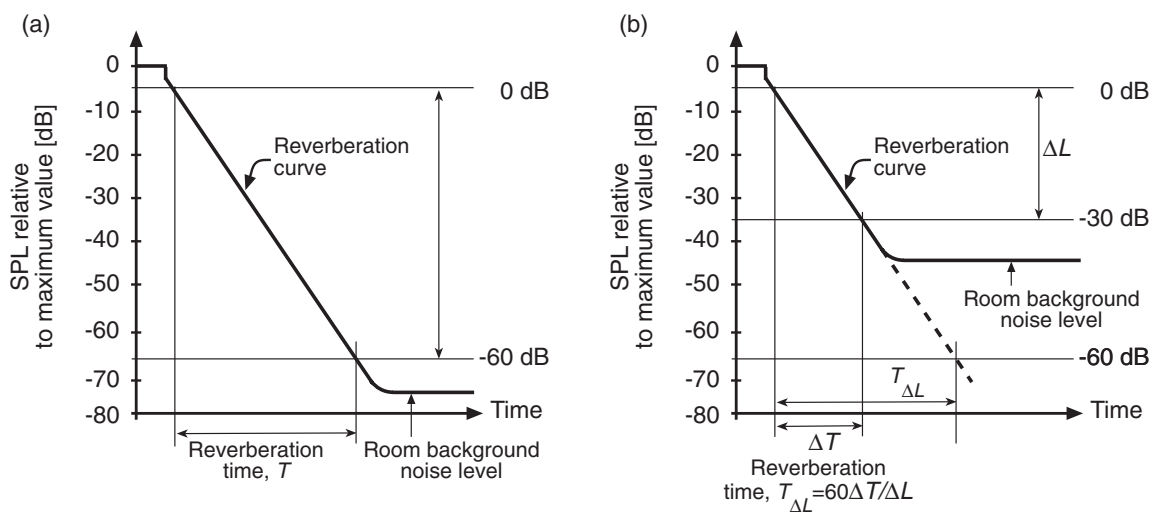 (a)
SPL relative
to maximum value [dB]
0
-10
-20
-30
-40
-50
-60
-70
-80
0 dB
Reverberation
curve
-60 dB
Time
Reverberation
time, T
Room background
noise level
(b)
SPL relative
to maximum value [dB]
0
-10
-20
-30
-40
-50
-60
-70
-80
0 dB
Reverberation
curve
ΔL
-30 dB
Room background
noise level
-60 dB
T_ΔL
Time
ΔT
Reverberation
time, T_ΔL=60ΔT/ΔL